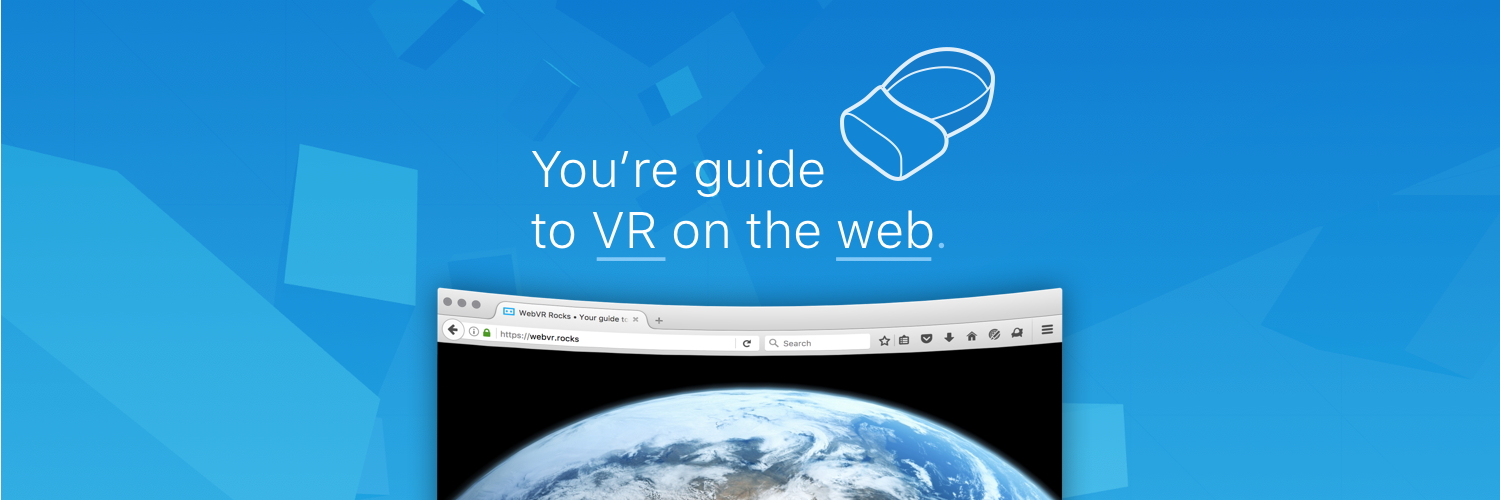 You’re guide
to VR on the web.
WebVR Rocks • Your guide t
https://webvr.rocks
Search